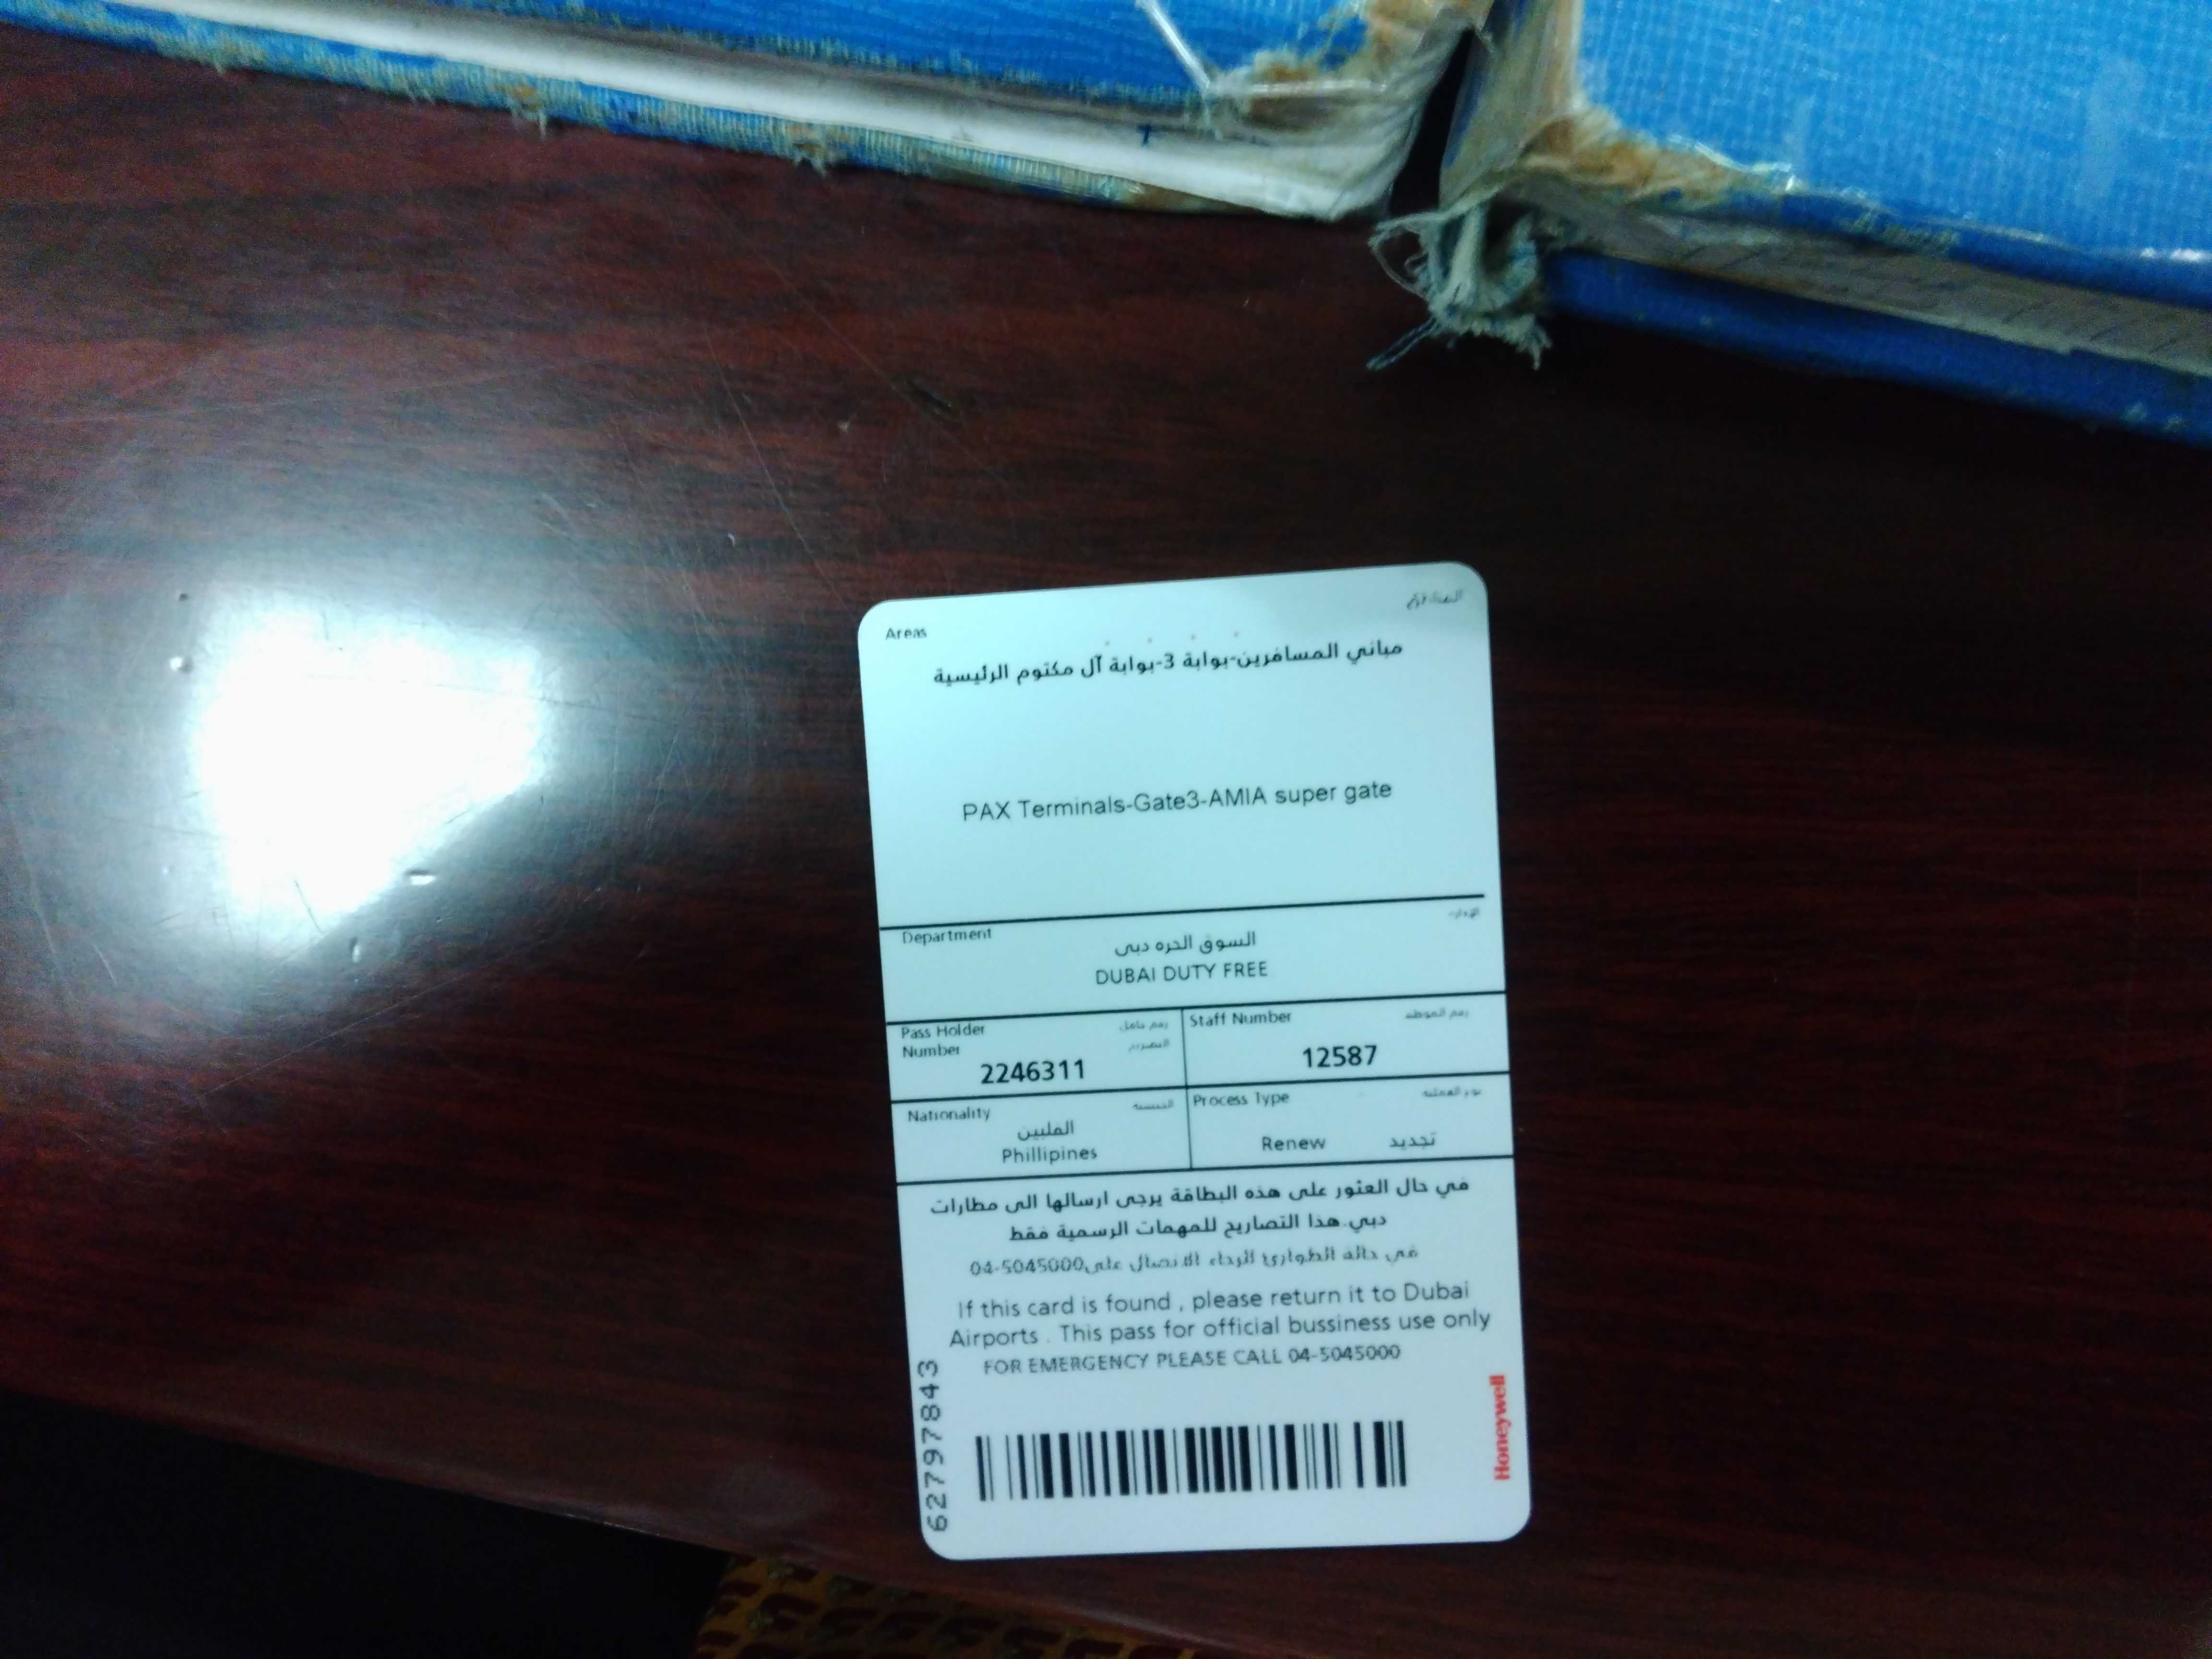 Areas
المناطق
مباني المسافرين-بوابة 3-بوابة آل مكتوم الرئيسية
PAX Terminals-Gate3-AMIA super gate
Department
الإدارة
السوق الحره دبى
DUBAI DUTY FREE
Pass Holder Number
رقم حامل التصريح
2246311
Staff Number
رقم الموظف
12587
Nationality
الجنسية
الفلبين
Phillipines
Process Type
نوع العملية
Renew تجديد
في حال العثور على هذه البطاقة يرجى ارسالها الى مطارات
دبي.هذا التصاريح للمهمات الرسمية فقط
في حالة الطوارئ الرجاء الاتصال على04-5045000
If this card is found , please return it to Dubai
Airports . This pass for official bussiness use only
FOR EMERGENCY PLEASE CALL 04-5045000
62797843
Honeywell